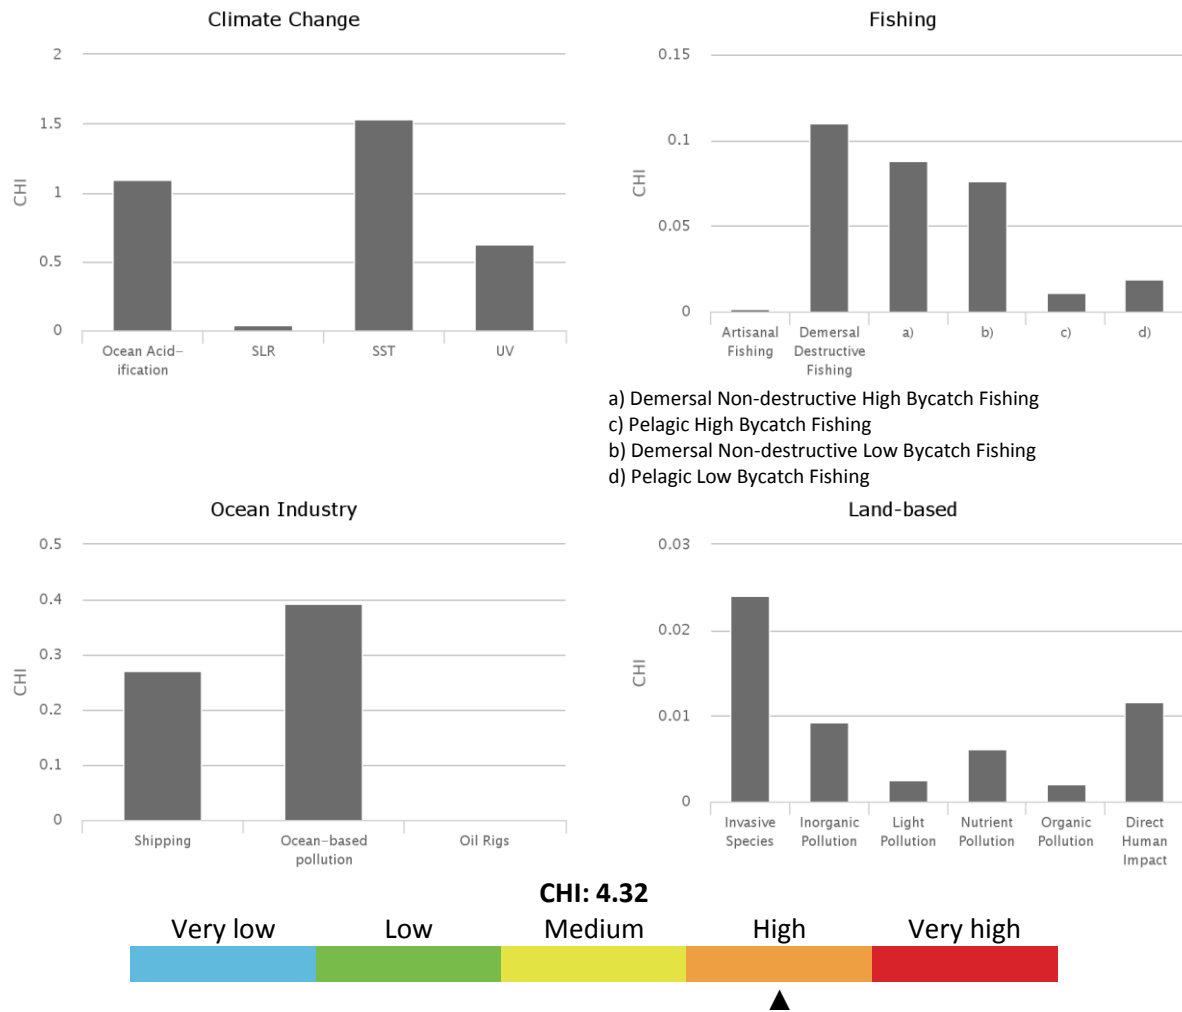 Climate Change
2
1.5
1
0.5
0
CHI
Ocean Acid-
ification
SLR
SST
UV
Fishing
0.15
0.1
0.05
0
CHI
Artisanal
Fishing
Demersal
Destructive
Fishing
a)
b)
c)
d)
a) Demersal Non-destructive High Bycatch Fishing
c) Pelagic High Bycatch Fishing
b) Demersal Non-destructive Low Bycatch Fishing
d) Pelagic Low Bycatch Fishing
Ocean Industry
0.5
0.4
0.3
0.2
0.1
0
CHI
Shipping
Ocean-based
pollution
Oil Rigs
Land-based
0.03
0.02
0.01
0
CHI
Invasive
Species
Inorganic
Pollution
Light
Pollution
Nutrient
Pollution
Organic
Pollution
Direct
Human
Impact
CHI: 4.32
Very low Low Medium High Very high